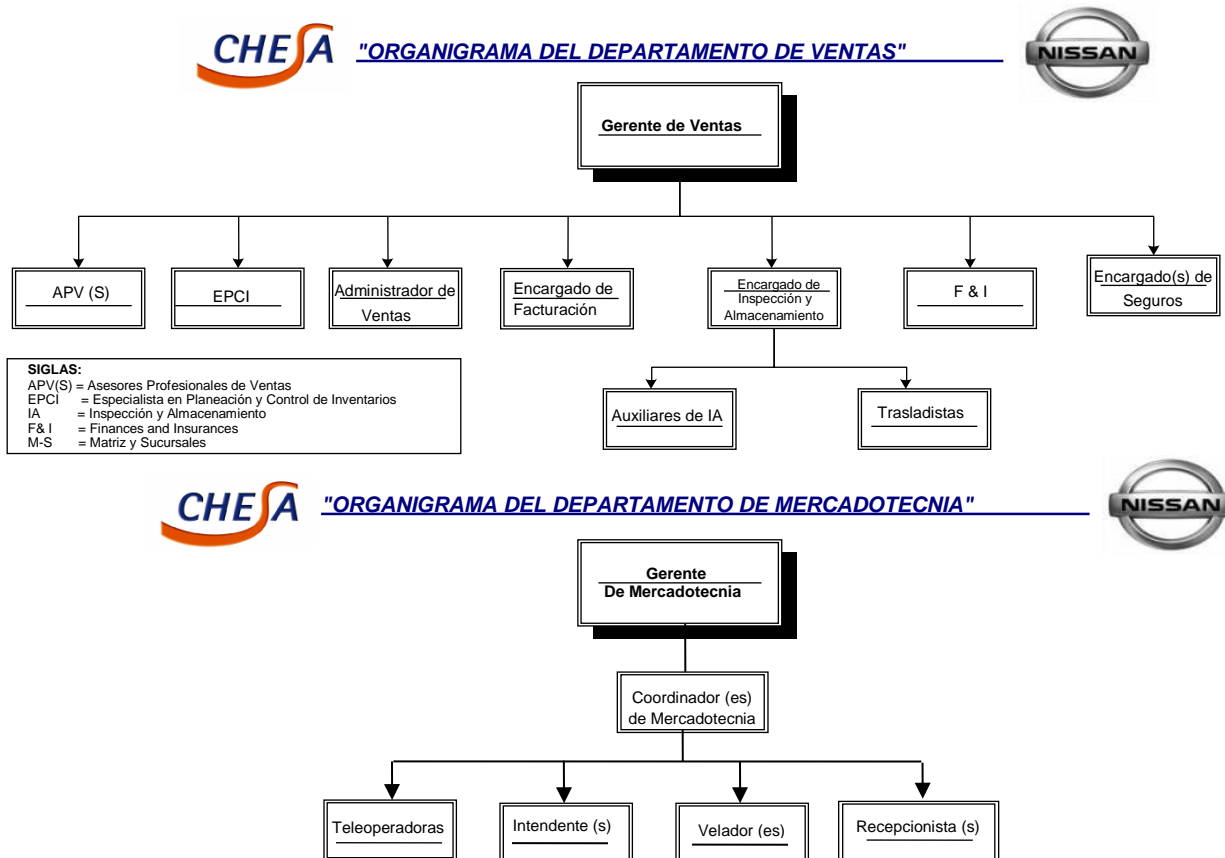 CHESA "ORGANIGRAMA DEL DEPARTAMENTO DE VENTAS" NISSAN
Gerente de Ventas
APV (S)
EPCI
Administrador de
Ventas
Encargado de
Facturación
Encargado de
Inspección y
Almacenamiento
F & I
Encargado(s) de
Seguros
Auxiliares de IA
Trasladistas
SIGLAS:
APV(S) = Asesores Profesionales de Ventas
EPCI = Especialista en Planeación y Control de Inventarios
IA = Inspección y Almacenamiento
F& I = Finances and Insurances
M-S = Matriz y Sucursales
CHESA "ORGANIGRAMA DEL DEPARTAMENTO DE MERCADOTECNIA" NISSAN
Gerente
De Mercadotecnia
Coordinador (es)
de Mercadotecnia
Teleoperadoras
Intendente (s)
Velador (es)
Recepcionista (s)